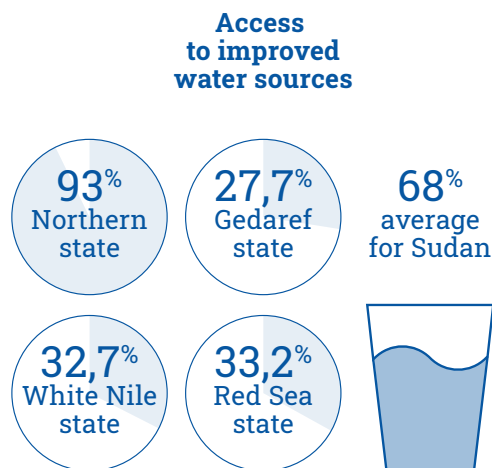 Access
to improved
water sources
93%
Northern
state
27,7%
Gedaref
state
68%
average
for Sudan
32,7%
White Nile
state
33,2%
Red Sea
state